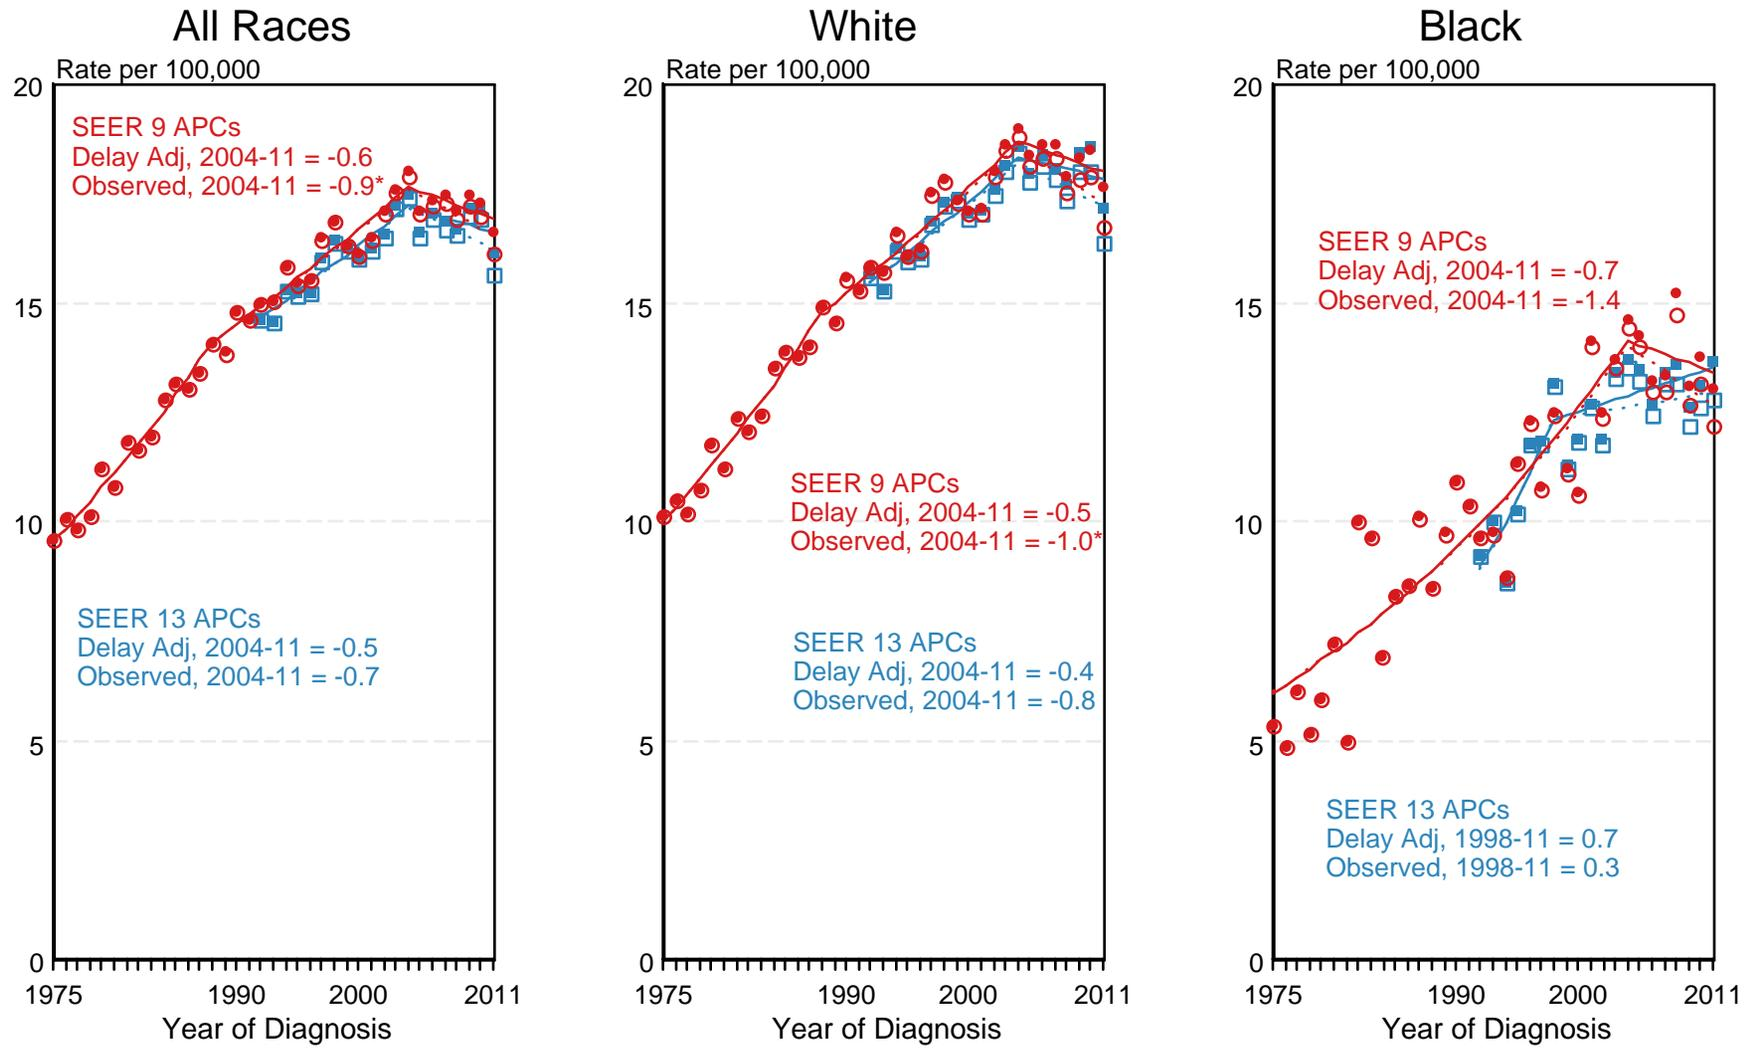 All Races
Rate per 100,000
20
15
10
5
0
SEER 9 APCs
Delay Adj, 2004-11 = -0.6
Observed, 2004-11 = -0.9*
SEER 13 APCs
Delay Adj, 2004-11 = -0.5
Observed, 2004-11 = -0.7
1975 1990 2000 2011
Year of Diagnosis
White
Rate per 100,000
20
15
10
5
0
SEER 9 APCs
Delay Adj, 2004-11 = -0.5
Observed, 2004-11 = -1.0*
SEER 13 APCs
Delay Adj, 2004-11 = -0.4
Observed, 2004-11 = -0.8
1975 1990 2000 2011
Year of Diagnosis
Black
Rate per 100,000
20
15
10
5
0
SEER 9 APCs
Delay Adj, 2004-11 = -0.7
Observed, 2004-11 = -1.4
SEER 13 APCs
Delay Adj, 1998-11 = 0.7
Observed, 1998-11 = 0.3
1975 1990 2000 2011
Year of Diagnosis